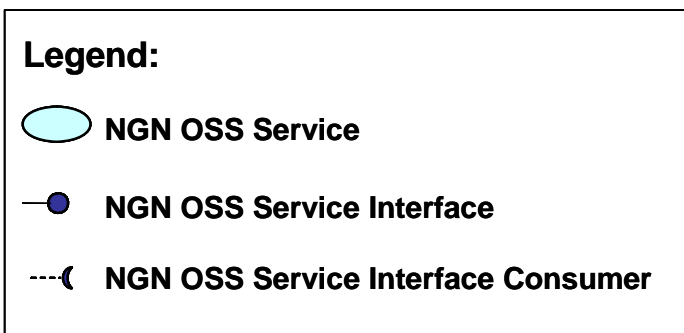 Legend:
NGN OSS Service
NGN OSS Service Interface
NGN OSS Service Interface Consumer